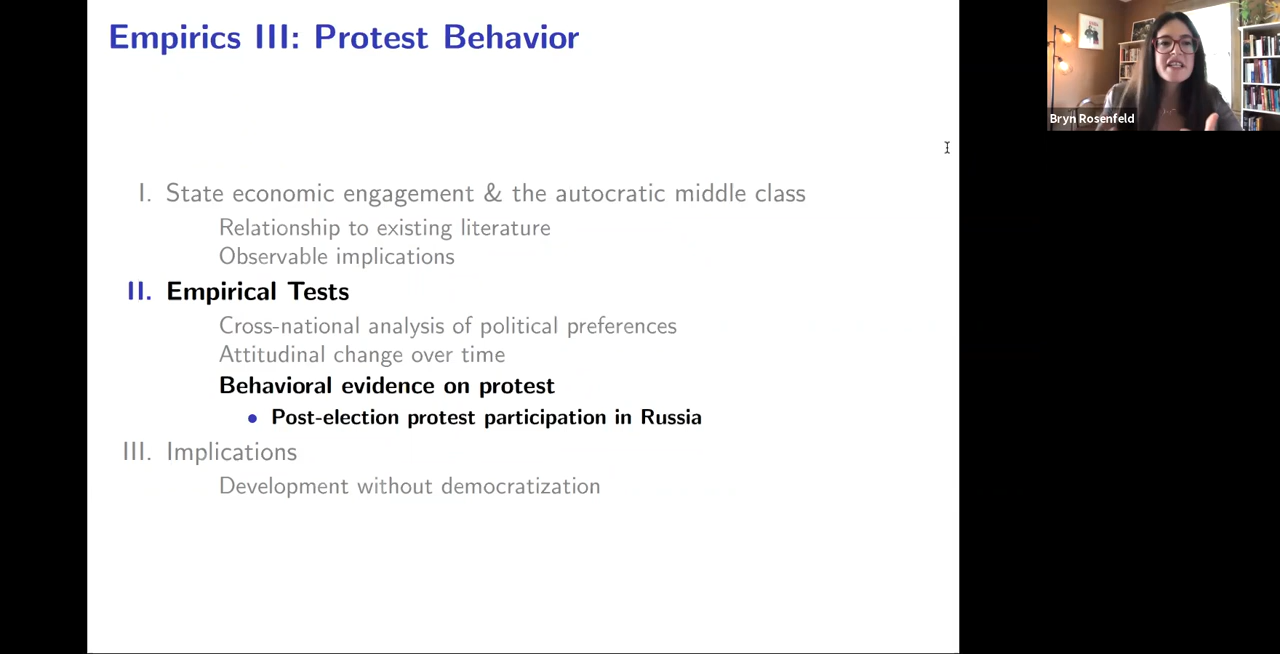 Empirics III: Protest Behavior
Bryn Rosenfeld
I. State economic engagement & the autocratic middle class
Relationship to existing literature
Observable implications
II. Empirical Tests
Cross-national analysis of political preferences
Attitudinal change over time
Behavioral evidence on protest
• Post-election protest participation in Russia
III. Implications
Development without democratization